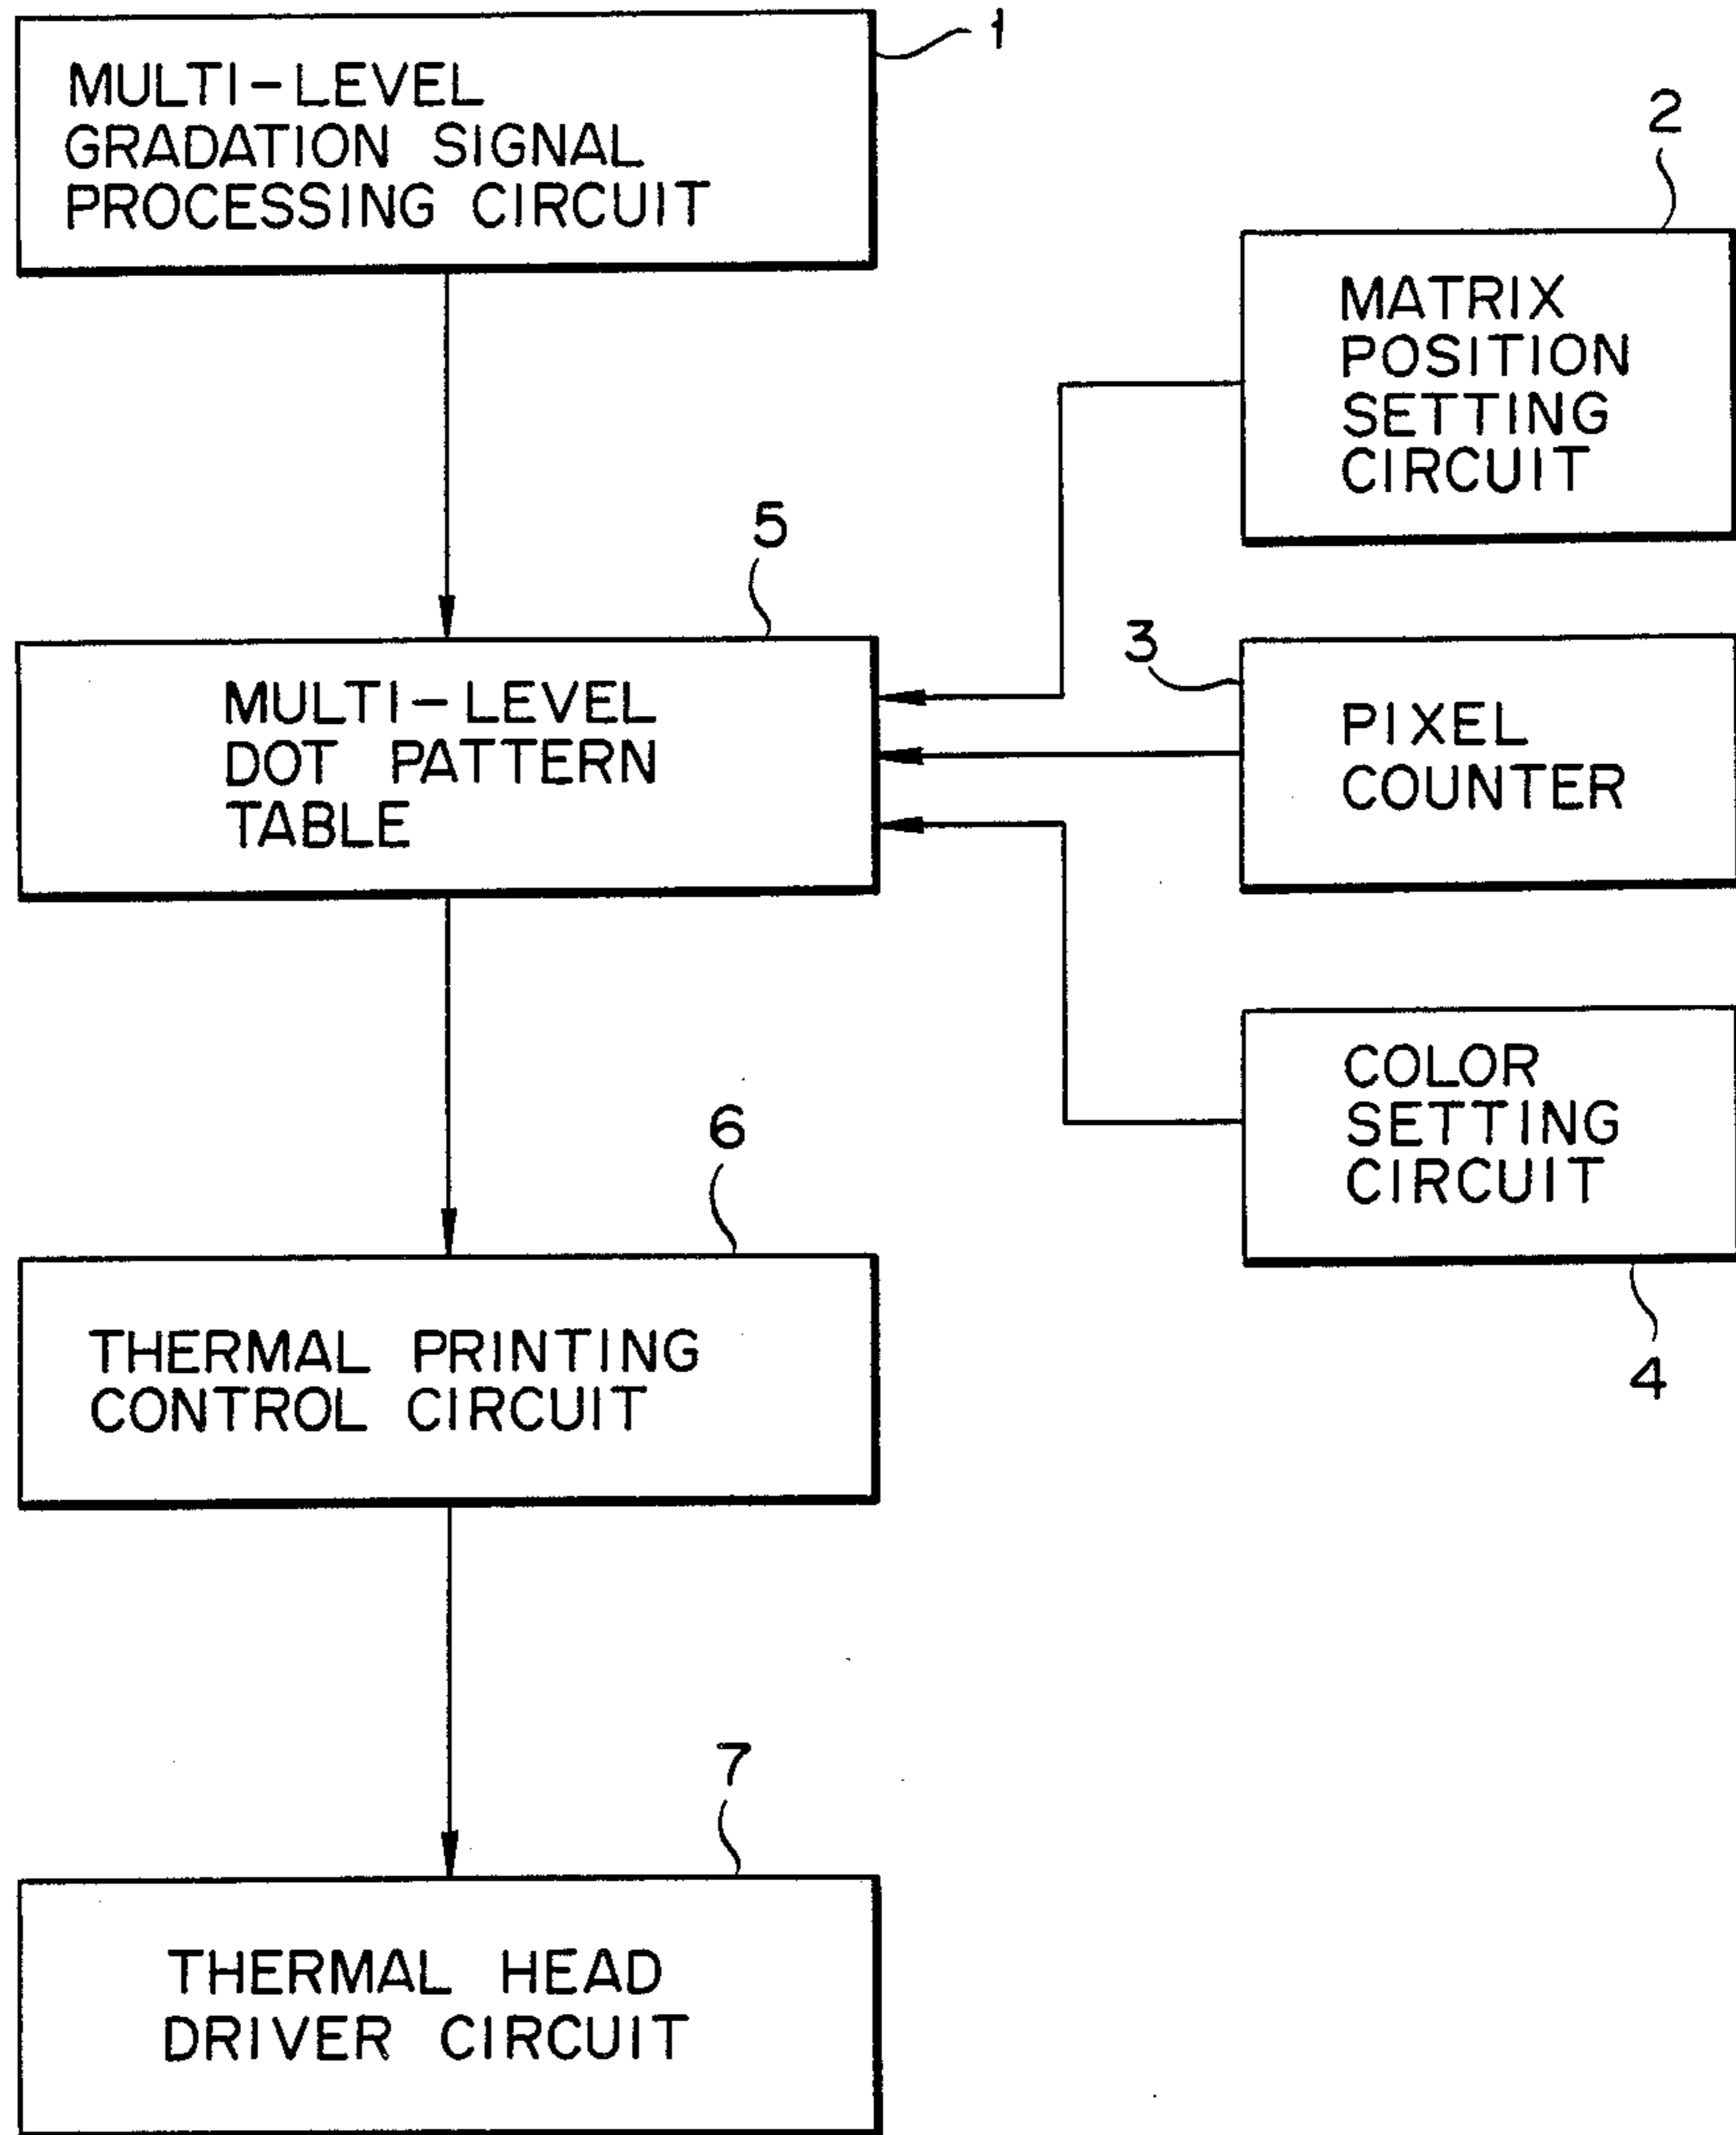 1
MULTI-LEVEL
GRADATION SIGNAL
PROCESSING CIRCUIT
2
MATRIX
POSITION
SETTING
CIRCUIT
5
MULTI-LEVEL
DOT PATTERN
TABLE
3
PIXEL
COUNTER
COLOR
SETTING
CIRCUIT
4
6
THERMAL PRINTING
CONTROL CIRCUIT
7
THERMAL HEAD
DRIVER CIRCUIT